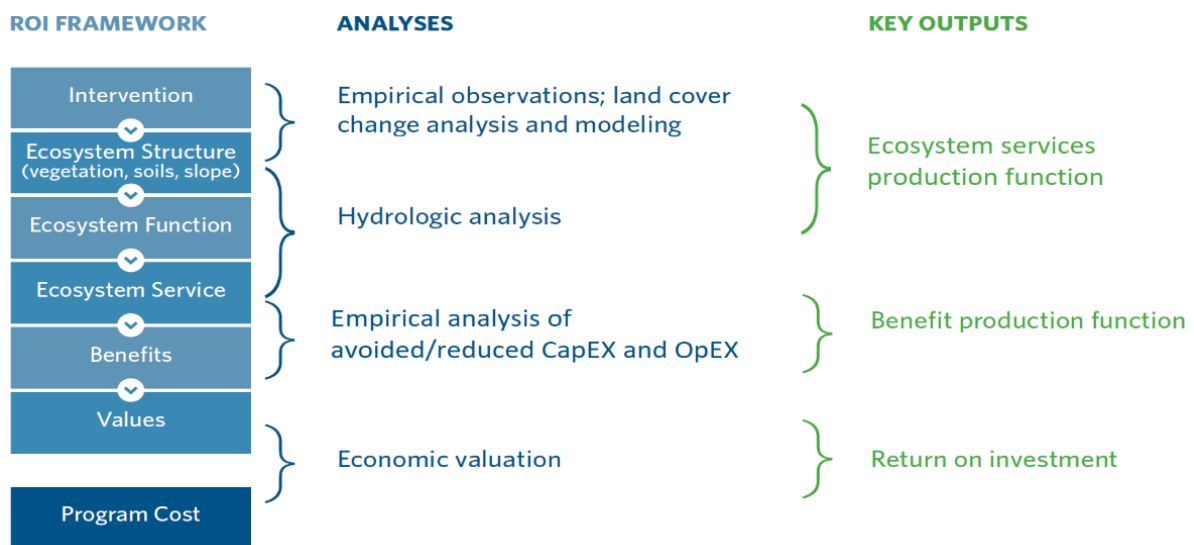 ROI FRAMEWORK
ANALYSES
KEY OUTPUTS
Intervention
Ecosystem Structure
(vegetation, soils, slope)
Ecosystem Function
Ecosystem Service
Benefits
Values
Program Cost
Empirical observations; land cover
change analysis and modeling
Hydrologic analysis
Empirical analysis of
avoided/reduced CapEX and OpEX
Economic valuation
Ecosystem services
production function
Benefit production function
Return on investment